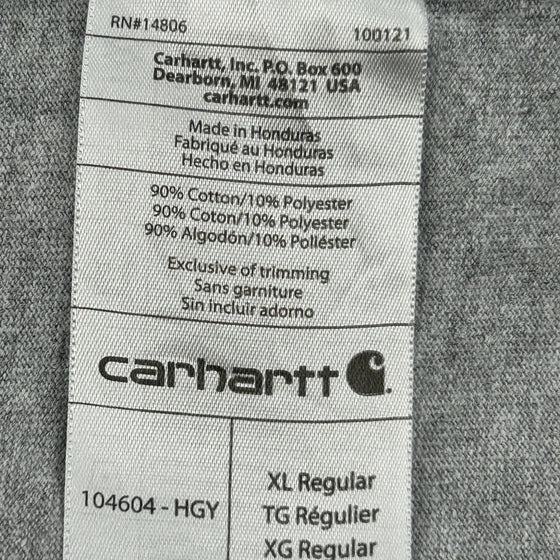 RN#14806 100121
Carhartt, Inc. P.O. Box 600
Dearborn, MI 48121 USA
carhartt.com
Made in Honduras
Fabriqué au Honduras
Hecho en Honduras
90% Cotton/10% Polyester
90% Coton/10% Polyester
90% Algodón/10% Poliéster
Exclusive of trimming
Sans garniture
Sin incluir adorno
carhartt
104604 - HGY
XL Regular
TG Régulier
XG Regular